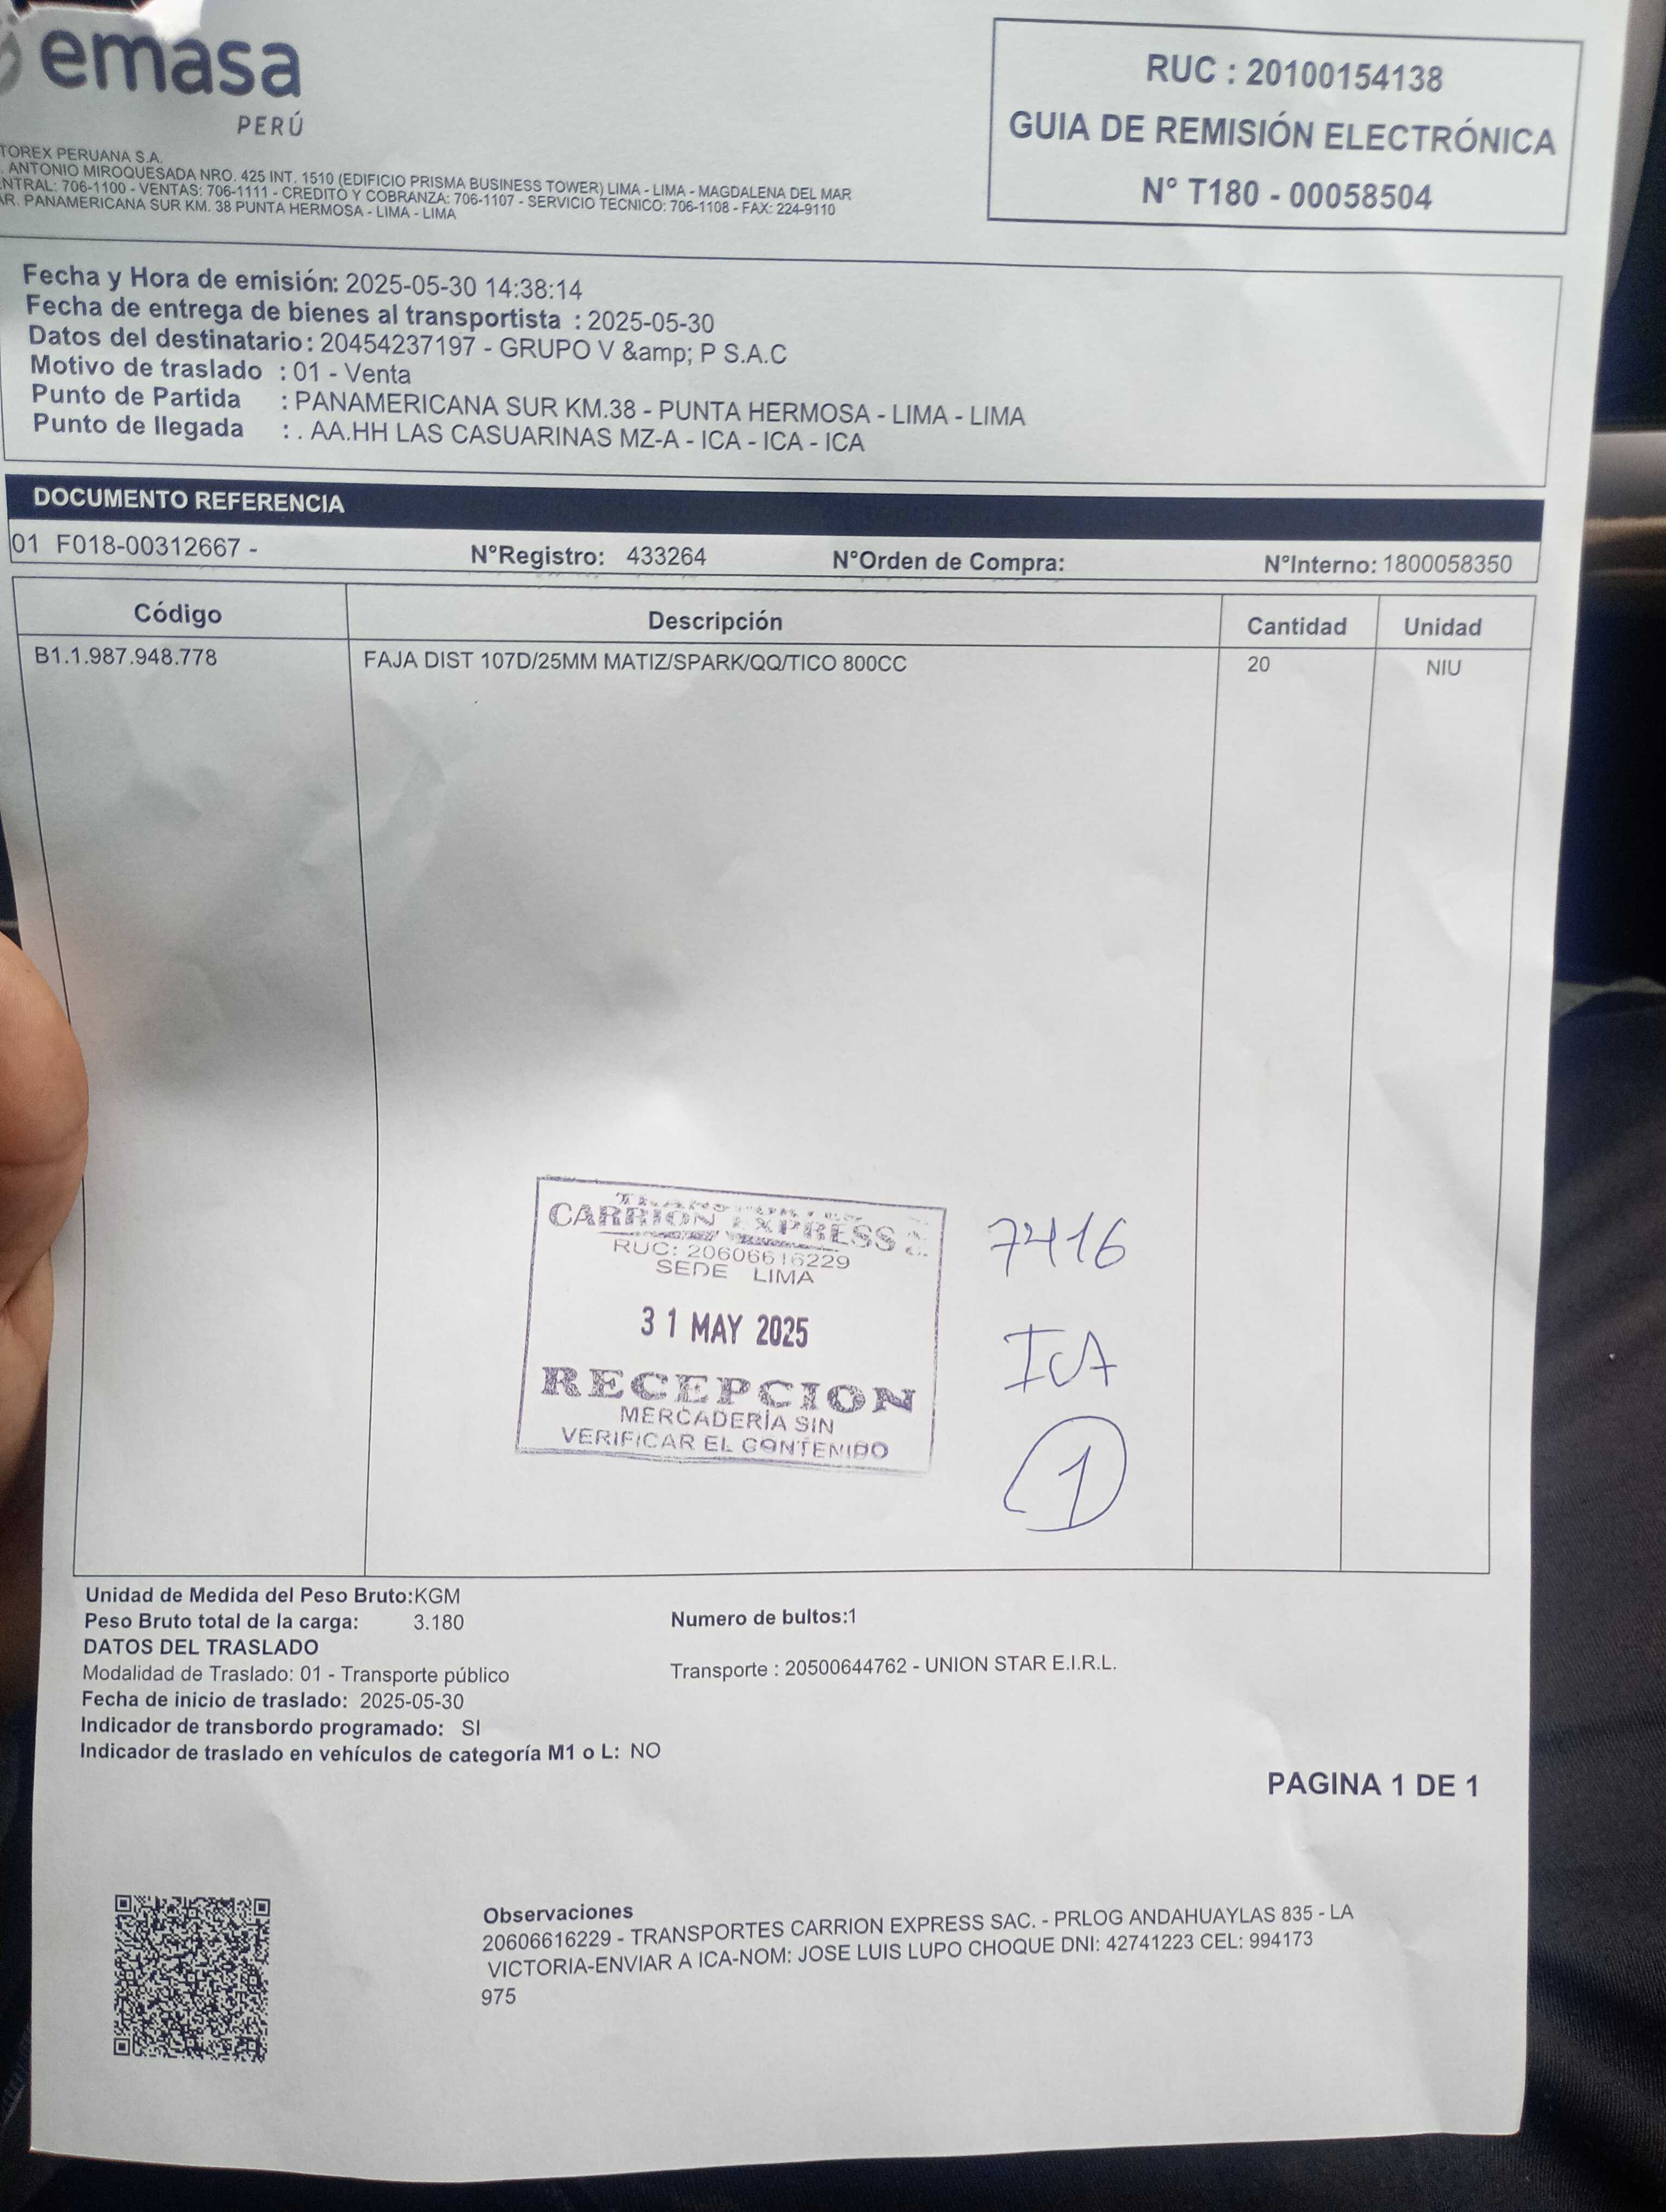 emasa
PERÚ
TOREX PERUANA S.A.
. ANTONIO MIROQUESADA NRO. 425 INT. 1510 (EDIFICIO PRISMA BUSINESS TOWER) LIMA - LIMA - MAGDALENA DEL MAR
NTRAL: 706-1100 - VENTAS: 706-1111 - CREDITO Y COBRANZA: 706-1107 - SERVICIO TECNICO: 706-1108 - FAX: 224-9110
AR. PANAMERICANA SUR KM. 38 PUNTA HERMOSA - LIMA - LIMA
RUC : 20100154138
GUIA DE REMISIÓN ELECTRÓNICA
N° T180 - 00058504
Fecha y Hora de emisión: 2025-05-30 14:38:14
Fecha de entrega de bienes al transportista : 2025-05-30
Datos del destinatario : 20454237197 - GRUPO V &amp; P S.A.C
Motivo de traslado : 01 - Venta
Punto de Partida : PANAMERICANA SUR KM.38 - PUNTA HERMOSA - LIMA - LIMA
Punto de llegada : . AA.HH LAS CASUARINAS MZ-A - ICA - ICA - ICA
DOCUMENTO REFERENCIA
01 F018-00312667 - N°Registro: 433264 N°Orden de Compra: N°Interno: 1800058350
Código Descripción Cantidad Unidad
B1.1.987.948.778 FAJA DIST 107D/25MM MATIZ/SPARK/QQ/TICO 800CC 20 NIU
CARRION EXPRESS
RUC: 20606616229
SEDE LIMA
31 MAY 2025
RECEPCION
MERCADERÍA SIN
VERIFICAR EL CONTENIDO
7416
ICA
1
Unidad de Medida del Peso Bruto:KGM
Peso Bruto total de la carga: 3.180 Numero de bultos:1
DATOS DEL TRASLADO
Modalidad de Traslado: 01 - Transporte público Transporte : 20500644762 - UNION STAR E.I.R.L.
Fecha de inicio de traslado: 2025-05-30
Indicador de transbordo programado: SI
Indicador de traslado en vehículos de categoría M1 o L: NO
PAGINA 1 DE 1
Observaciones
20606616229 - TRANSPORTES CARRION EXPRESS SAC. - PRLOG ANDAHUAYLAS 835 - LA
VICTORIA-ENVIAR A ICA-NOM: JOSE LUIS LUPO CHOQUE DNI: 42741223 CEL: 994173
975